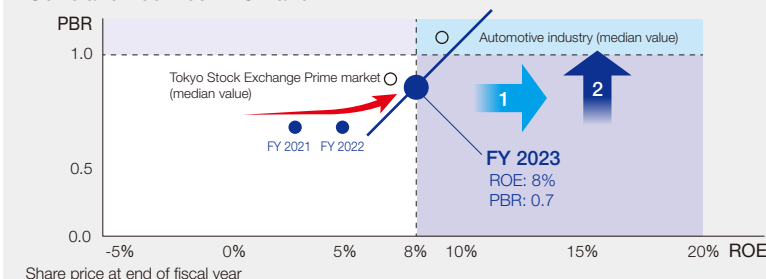 PBR
1.0
Automotive industry (median value)
Tokyo Stock Exchange Prime market
(median value)
1
2
FY 2021
FY 2022
FY 2023
ROE: 8%
PBR: 0.7
0.5
0.0
-5%
0%
5%
8%
10%
15%
20%
ROE
Share price at end of fiscal year